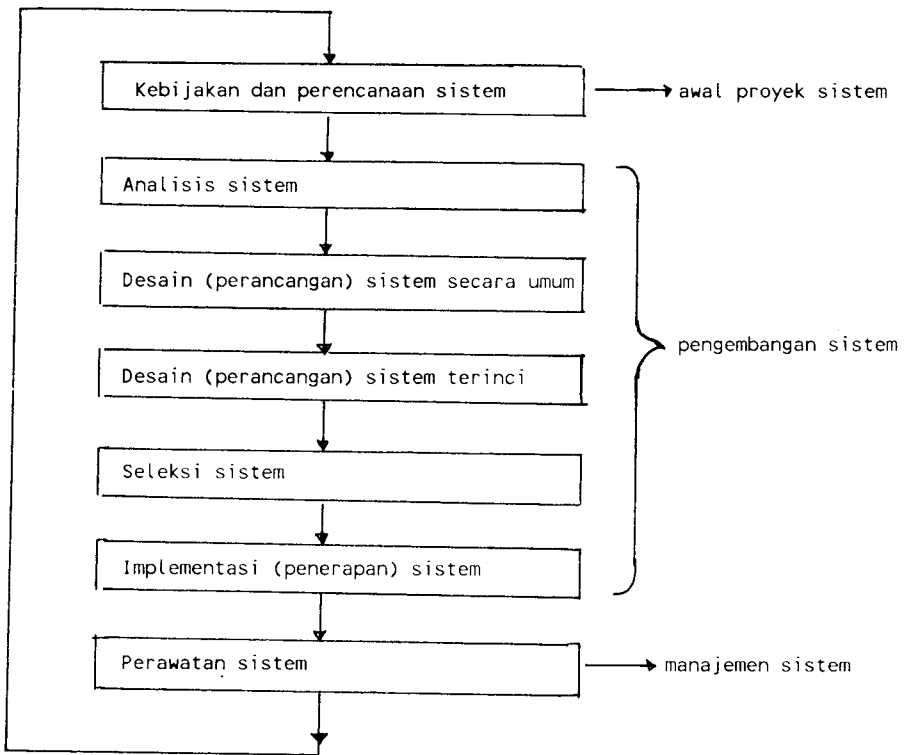 Kebijakan dan perencanaan sistem
awal proyek sistem
Analisis sistem
Desain (perancangan) sistem secara umum
pengembangan sistem
Desain (perancangan) sistem terinci
Seleksi sistem
Implementasi (penerapan) sistem
Perawatan sistem
manajemen sistem